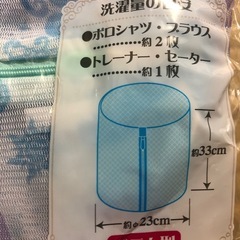 洗濯量の目安
●ポロシャツ・ブラウス
………約2枚
●トレーナー・セーター
………約1枚
約33cm
約φ23cm